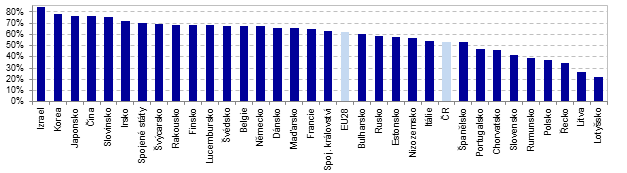 80%
70%
60%
50%
40%
30%
20%
10%
0%
Izrael
Korea
Japonsko
Čína
Slovinsko
Irsko
Spojené státy
Švýcarsko
Rakousko
Finsko
Lucembursko
Švédsko
Belgie
Německo
Dánsko
Maďarsko
Francie
Spoj. království
EU28
Bulharsko
Rusko
Estonsko
Nizozemsko
Itálie
ČR
Španělsko
Portugalsko
Chorvatsko
Slovensko
Rumunsko
Polsko
Řecko
Litva
Lotyšsko